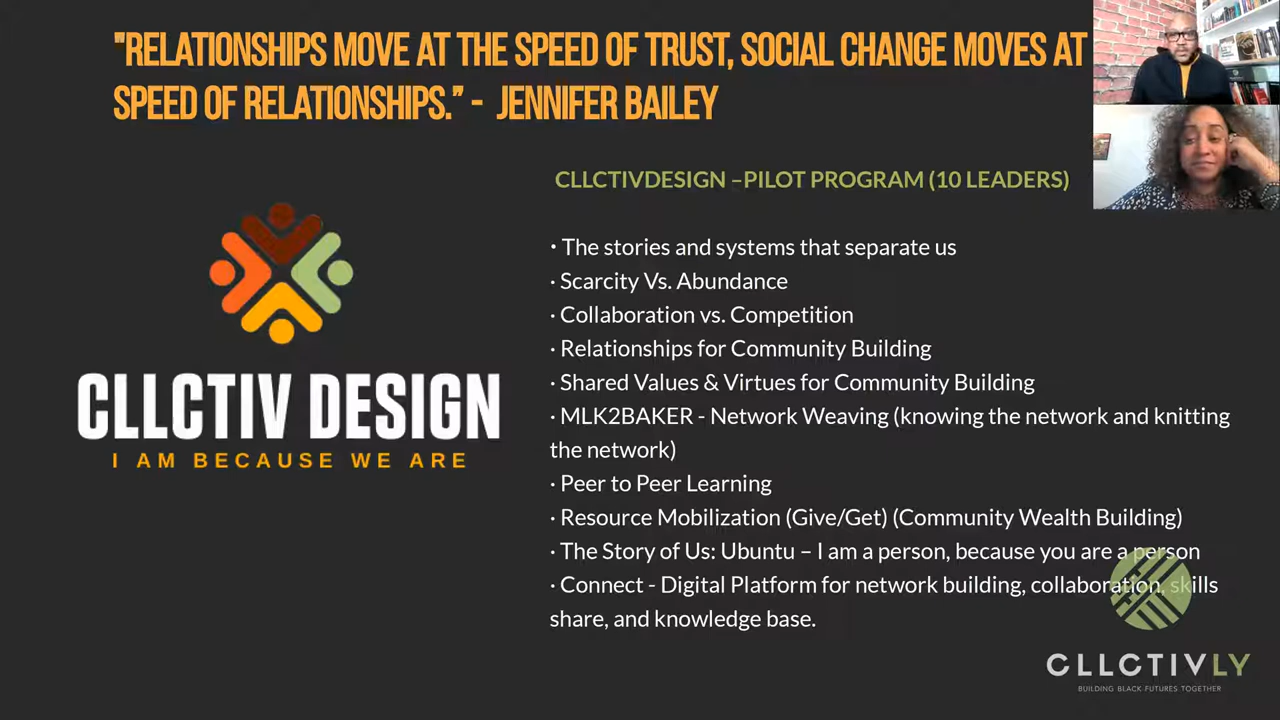 "RELATIONSHIPS MOVE AT THE SPEED OF TRUST, SOCIAL CHANGE MOVES AT
SPEED OF RELATIONSHIPS.” - JENNIFER BAILEY
CLLCTIVDESIGN –PILOT PROGRAM (10 LEADERS)
· The stories and systems that separate us
· Scarcity Vs. Abundance
· Collaboration vs. Competition
· Relationships for Community Building
· Shared Values & Virtues for Community Building
· MLK2BAKER - Network Weaving (knowing the network and knitting
the network)
· Peer to Peer Learning
· Resource Mobilization (Give/Get) (Community Wealth Building)
· The Story of Us: Ubuntu – I am a person, because you are a person
· Connect - Digital Platform for network building, collaboration, skills
share, and knowledge base.
CLLCTIV DESIGN
I AM BECAUSE WE ARE
CLLCTIVLY
BUILDING BLACK FUTURES TOGETHER